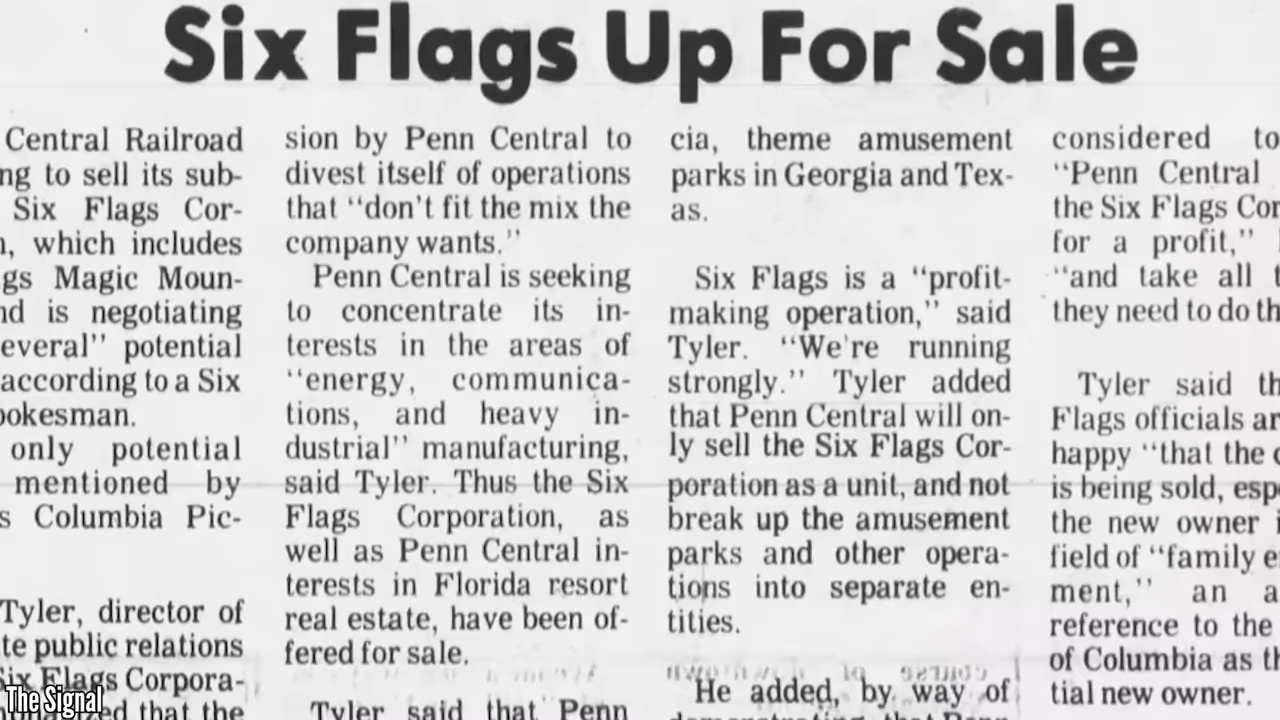 Six Flags Up For Sale
Central Railroad
ng to sell its sub-
Six Flags Cor-
n, which includes
gs Magic Moun-
nd is negotiating
everal" potential
according to a Six
okesman.
only potential
mentioned by
s Columbia Pic-
Tyler, director of
te public relations
Six Flags Corpora-
zed that the
sion by Penn Central to
divest itself of operations
that "don't fit the mix the
company wants."
Penn Central is seeking
to concentrate its in-
terests in the areas of
"energy, communica-
tions, and heavy in-
dustrial" manufacturing,
said Tyler. Thus the Six
Flags Corporation, as
well as Penn Central in-
terests in Florida resort
real estate, have been of-
fered for sale.
Tyler said that Penn
cia, theme amusement
parks in Georgia and Tex-
as.
Six Flags is a "profit-
making operation," said
Tyler. "We're running
strongly." Tyler added
that Penn Central will on-
ly sell the Six Flags Cor-
poration as a unit, and not
break up the amusement
parks and other opera-
tions into separate en-
tities.
He added, by way of
considered to
"Penn Central
the Six Flags Cor
for a profit,"
"and take all t
they need to do th
Tyler said th
Flags officials ar
happy "that the c
is being sold, espe
the new owner i
field of "family e
ment," an a
reference to the
of Columbia as th
tial new owner.
The Signal